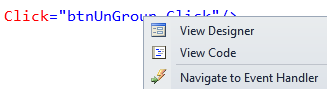 Click="btnUnGroup_Click"/>
View Designer
View Code
Navigate to Event Handler